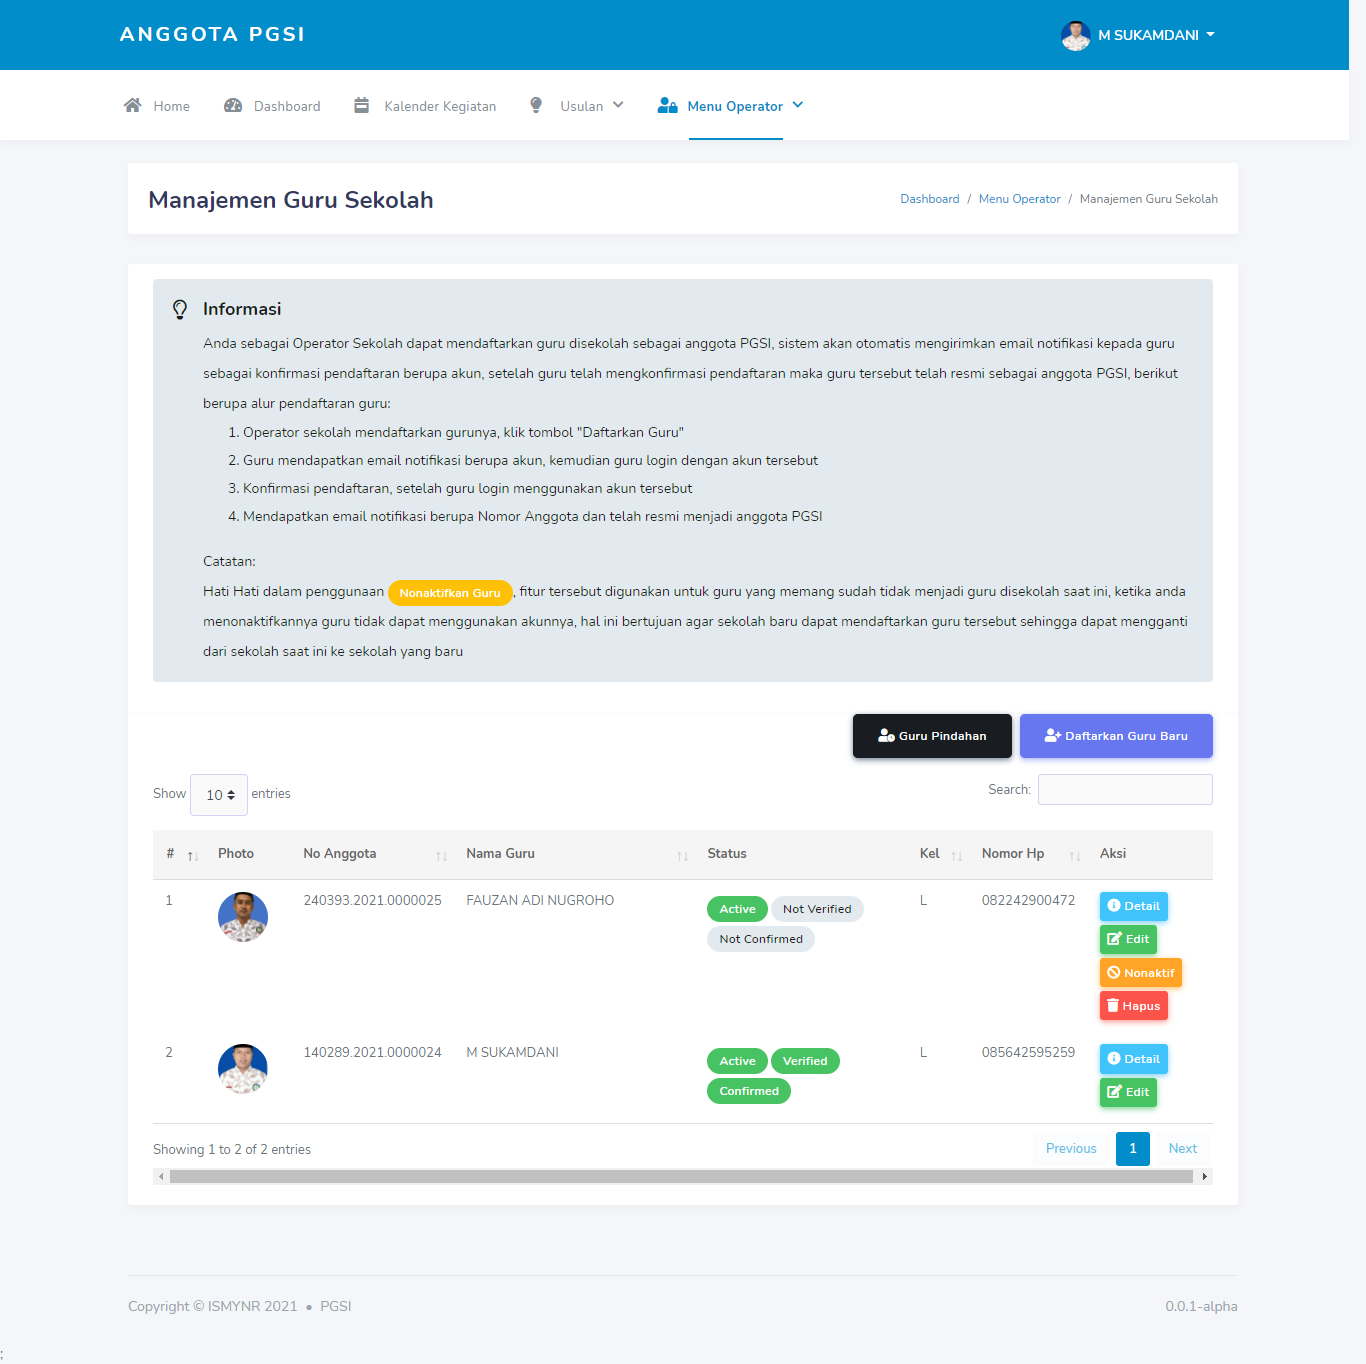 ANGGOTA PGSI
M SUKAMDANI
Home Dashboard Kalender Kegiatan Usulan Menu Operator
Manajemen Guru Sekolah
Dashboard / Menu Operator / Manajemen Guru Sekolah
Informasi
Anda sebagai Operator Sekolah dapat mendaftarkan guru disekolah sebagai anggota PGSI, sistem akan otomatis mengirimkan email notifikasi kepada guru
sebagai konfirmasi pendaftaran berupa akun, setelah guru telah mengkonfirmasi pendaftaran maka guru tersebut telah resmi sebagai anggota PGSI, berikut
berupa alur pendaftaran guru:
1. Operator sekolah mendaftarkan gurunya, klik tombol "Daftarkan Guru"
2. Guru mendapatkan email notifikasi berupa akun, kemudian guru login dengan akun tersebut
3. Konfirmasi pendaftaran, setelah guru login menggunakan akun tersebut
4. Mendapatkan email notifikasi berupa Nomor Anggota dan telah resmi menjadi anggota PGSI
Catatan:
Hati Hati dalam penggunaan Nonaktifkan Guru, fitur tersebut digunakan untuk guru yang memang sudah tidak menjadi guru disekolah saat ini, ketika anda
menonaktifkannya guru tidak dapat menggunakan akunnya, hal ini bertujuan agar sekolah baru dapat mendaftarkan guru tersebut sehingga dapat mengganti
dari sekolah saat ini ke sekolah yang baru
Guru Pindahan Daftarkan Guru Baru
Show 10 entries Search:
# Photo No Anggota Nama Guru Status Kel Nomor Hp Aksi
1 240393.2021.0000025 FAUZAN ADI NUGROHO Active Not Verified L 082242900472 Detail
Not Confirmed Edit
Nonaktif
Hapus
2 140289.2021.0000024 M SUKAMDANI Active Verified L 085642595259 Detail
Confirmed Edit
Showing 1 to 2 of 2 entries Previous 1 Next
Copyright © ISMYNR 2021 • PGSI 0.0.1-alpha
;